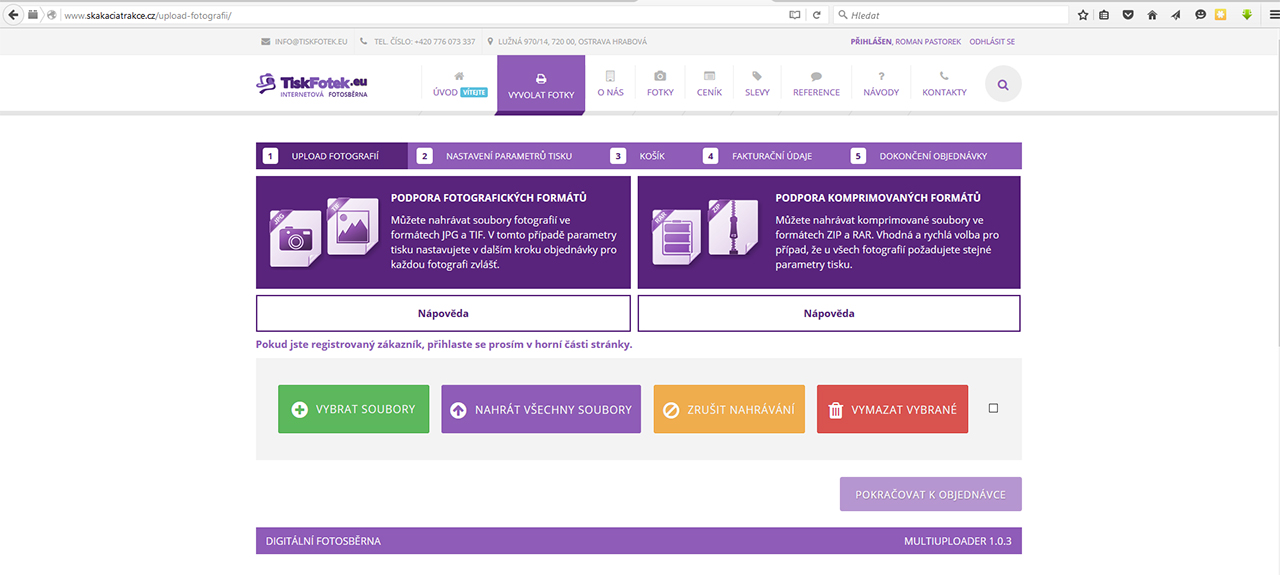 www.skakaciatrakce.cz/upload-fotografii/
Hledat
INFO@TISKFOTEK.EU TEL. ČÍSLO: +420 776 073 337 LUŽNÁ 970/14, 720 00, OSTRAVA HRABOVÁ PŘIHLÁŠEN, ROMAN PASTOREK ODHLÁSIT SE
TiskFotek.eu
INTERNETOVÁ FOTOSBĚRNA
ÚVOD VÍTEJTE VYVOLAT FOTKY O NÁS FOTKY CENÍK SLEVY REFERENCE NÁVODY KONTAKTY
1 UPLOAD FOTOGRAFIÍ 2 NASTAVENÍ PARAMETRŮ TISKU 3 KOŠÍK 4 FAKTURAČNÍ ÚDAJE 5 DOKONČENÍ OBJEDNÁVKY
JPG
TIF
PODPORA FOTOGRAFICKÝCH FORMÁTŮ
Můžete nahrávat soubory fotografií ve
formátech JPG a TIF. V tomto případě parametry
tisku nastavujete v dalším kroku objednávky pro
každou fotografi zvlášť.
RAR
ZIP
PODPORA KOMPRIMOVANÝCH FORMÁTŮ
Můžete nahrávat komprimované soubory ve
formátech ZIP a RAR. Vhodná a rychlá volba pro
případ, že u všech fotografií požadujete stejné
parametry tisku.
Nápověda
Nápověda
Pokud jste registrovaný zákazník, přihlaste se prosím v horní části stránky.
VYBRAT SOUBORY NAHRÁT VŠECHNY SOUBORY ZRUŠIT NAHRÁVÁNÍ VYMAZAT VYBRANÉ
POKRAČOVAT K OBJEDNÁVCE
DIGITÁLNÍ FOTOSBĚRNA MULTIUPLOADER 1.0.3